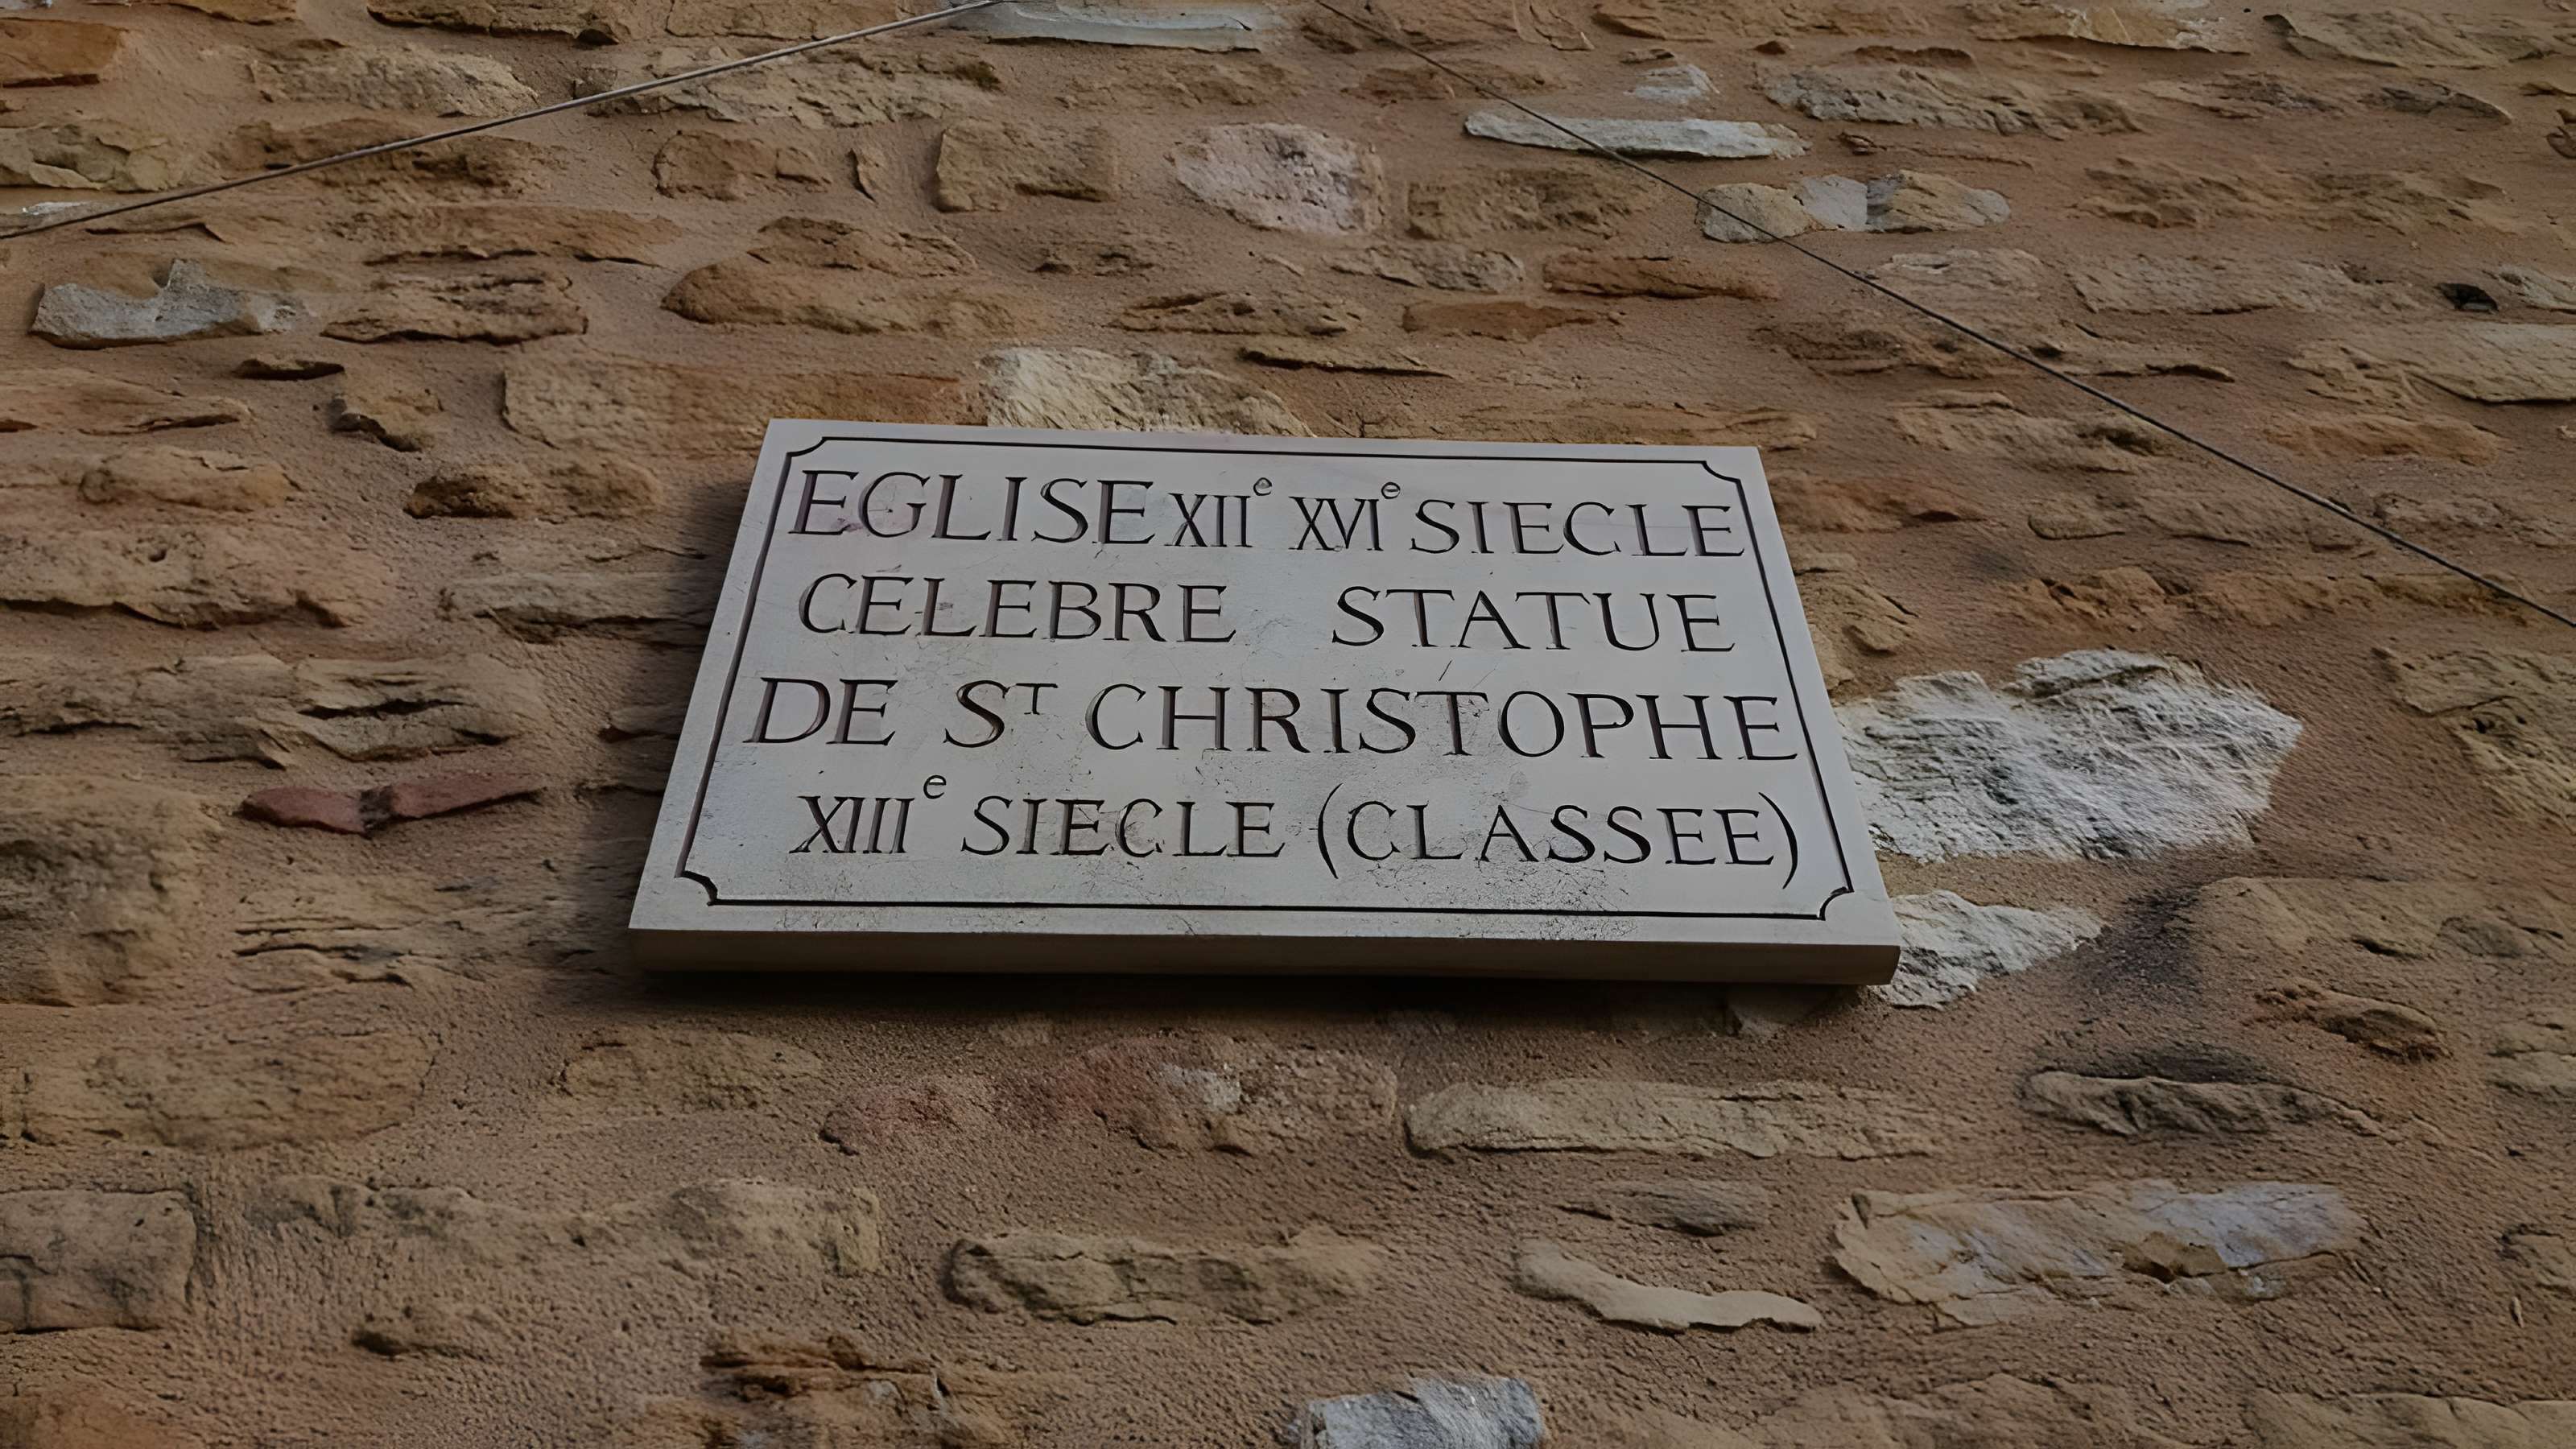 EGLISE XIIe XVIe SIECLE
CELEBRE STATUE
DE ST CHRISTOPHE
XIIIe SIECLE (CLASSEE)